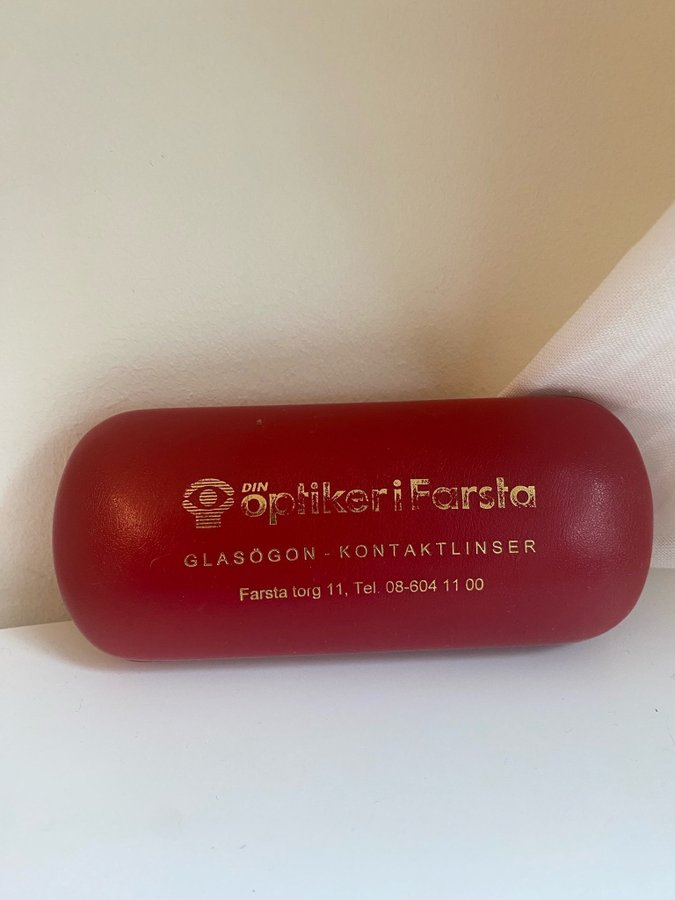 DIN
optiker i Farsta
GLASÖGON - KONTAKTLINSER
Farsta torg 11, Tel. 08-604 11 00